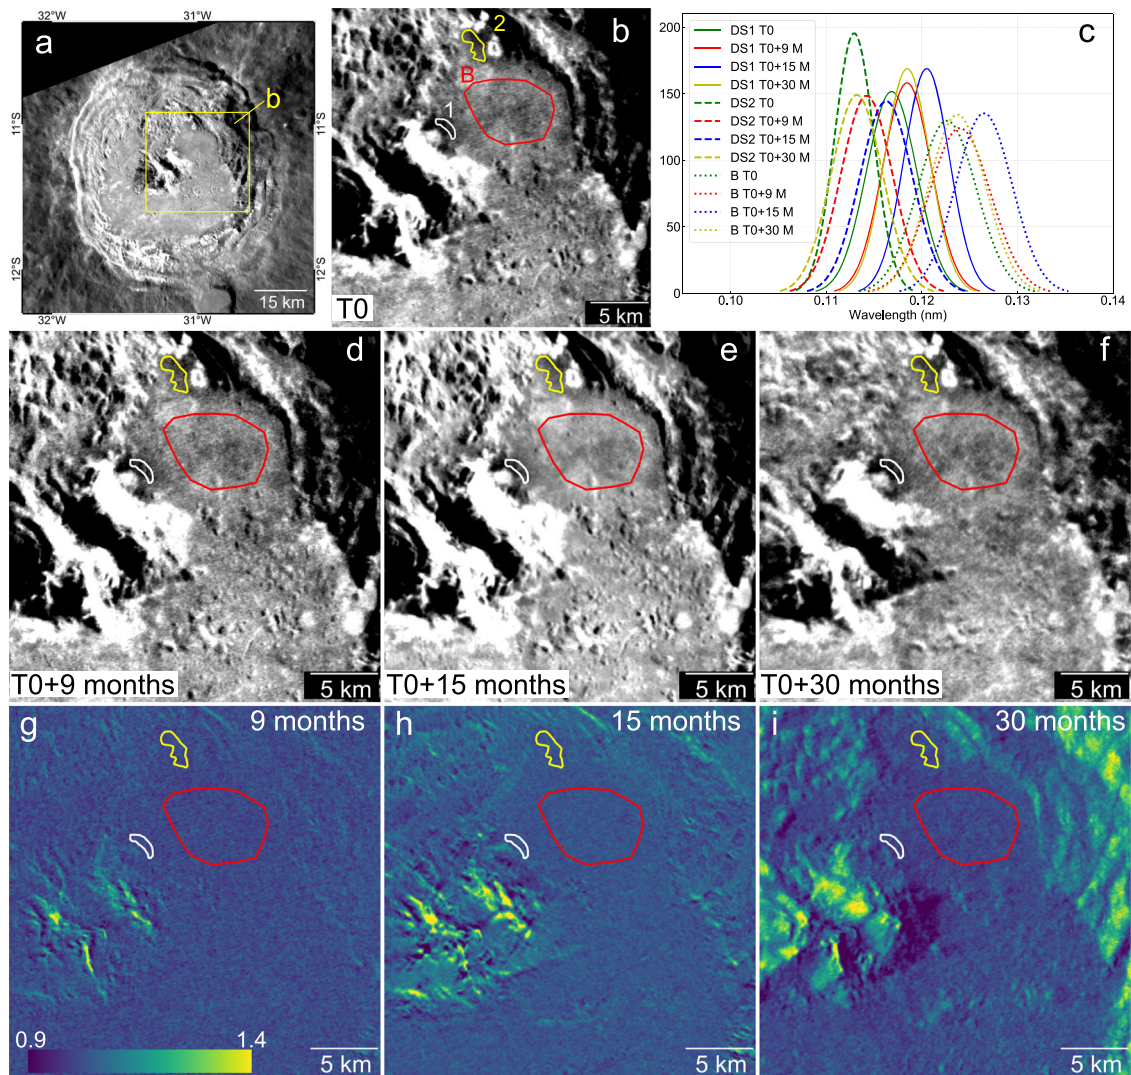 32°W
31°W
a
b
11°S
11°S
12°S
12°S
15 km
32°W
31°W
2
b
B
1
T0
5 km
c
210
200
150
100
50
0
DS1 T0
DS1 T0+9 M
DS1 T0+15 M
DS1 T0+30 M
DS2 T0
DS2 T0+9 M
DS2 T0+15 M
DS2 T0+30 M
B T0
B T0+9 M
B T0+15 M
B T0+30 M
0.10
0.11
0.12
0.13
0.14
Wavelength (nm)
d
T0+9 months
5 km
e
T0+15 months
5 km
f
T0+30 months
5 km
g
9 months
0.9
1.4
5 km
h
15 months
5 km
i
30 months
5 km